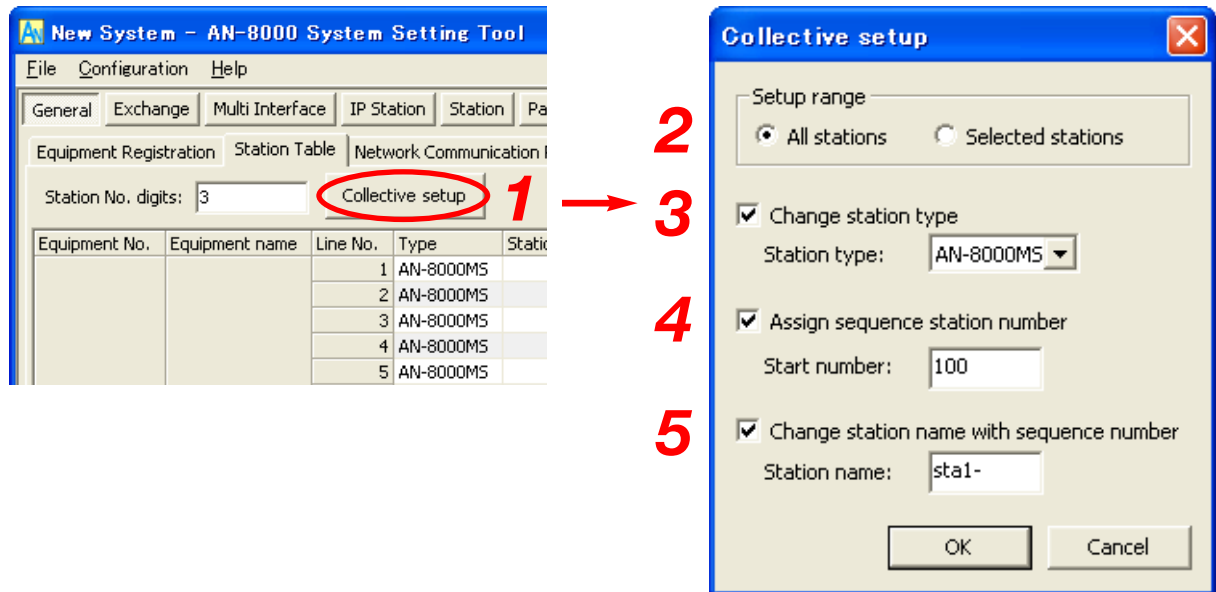 New System - AN-8000 System Setting Tool
File Configuration Help
General Exchange Multi Interface IP Station Station Pa
Equipment Registration Station Table Network Communication
Station No. digits: 3 Collective setup 1
Equipment No. Equipment name Line No. Type Static
1 AN-8000MS
2 AN-8000MS
3 AN-8000MS
4 AN-8000MS
5 AN-8000MS
Collective setup
Setup range
2 All stations Selected stations
3 Change station type
Station type: AN-8000MS
4 Assign sequence station number
Start number: 100
5 Change station name with sequence number
Station name: sta1-
OK Cancel